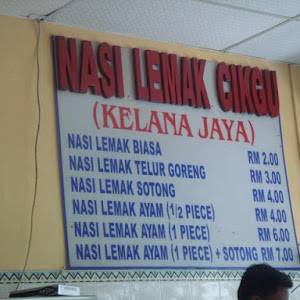 NASI LEMAK CIKGU
(KELANA JAYA)
NASI LEMAK BIASA RM 2.00
NASI LEMAK TELUR GORENG RM 3.00
NASI LEMAK SOTONG RM 4.00
NASI LEMAK AYAM (1/2 PIECE) RM 4.00
NASI LEMAK AYAM (1 PIECE) RM 6.00
NASI LEMAK AYAM (1 PIECE) + SOTONG RM 7.00